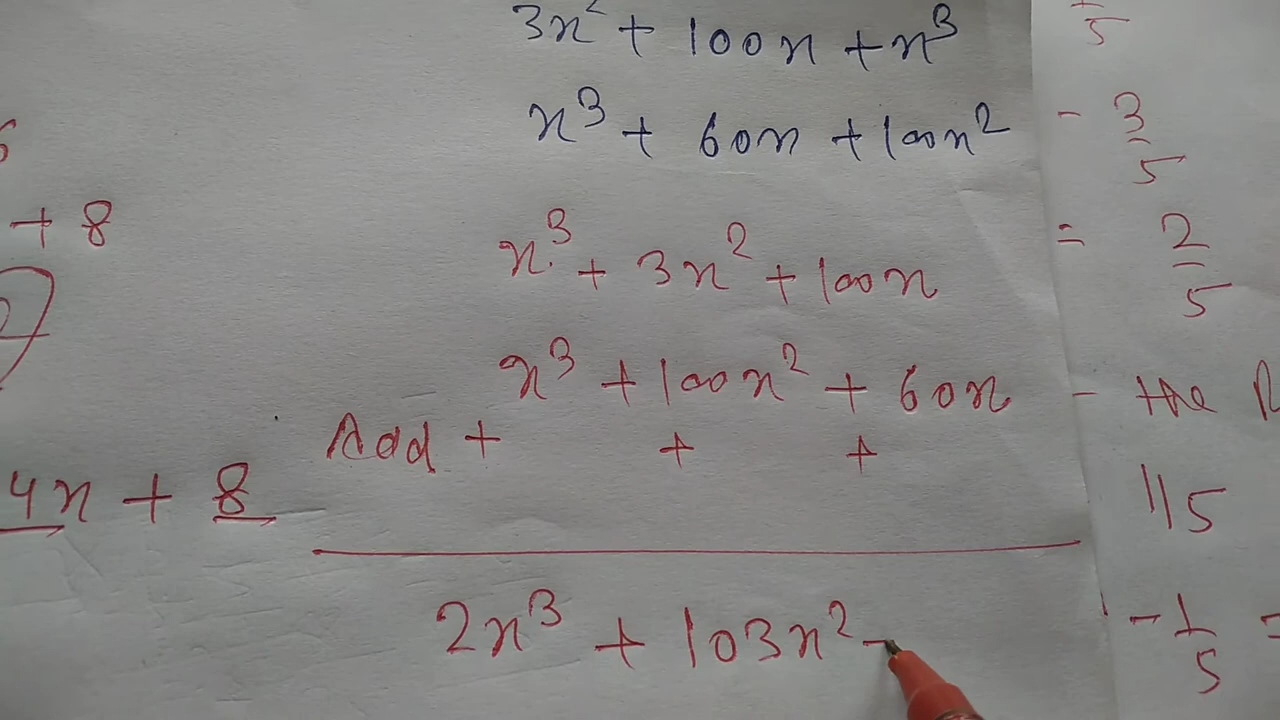 3x² + 100x + x³
x³ + 60x + 100x²
x³ + 3x² + 100x
x³ + 100x² + 60x
Add + + +
2x³ + 103x² -
+ 8
4x + 8
5
- 3/5
= 2/5
- the
115
- 1/5 =